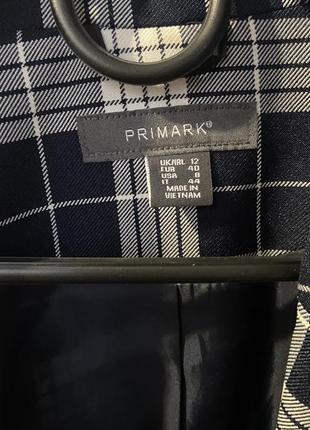 PRIMARK®
UK/IRL 12
EUR 40
USA 8
IT 44
MADE IN
VIETNAM